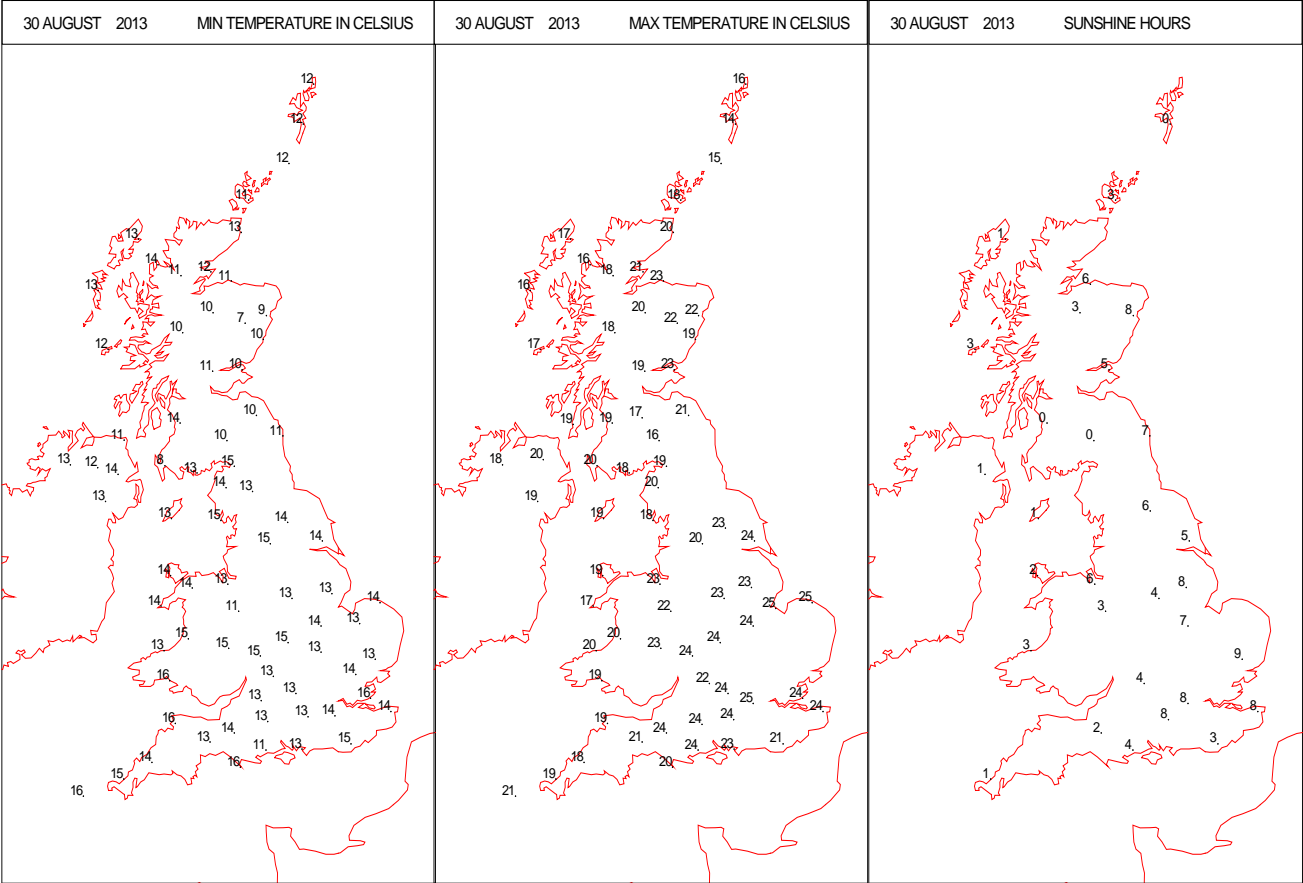 30 AUGUST 2013 MIN TEMPERATURE IN CELSIUS
12
12
12
11
13
13
14 11 12 11
13
10 7 9
10 10
12
11 10
14 10
11 10 11
13 12 14 8 13 15
14 13
13
13 15 14
15 14
14 14 13 13 13
14 11 14
15 14 13
13 15 15 13
13
16 13 14
13 13 16
16 13 13 14 14
14
13 11 13 15
14 16
15
16
30 AUGUST 2013 MAX TEMPERATURE IN CELSIUS
16
14
15
18
20
17
16 18 21 23
16
20 22 22
18 19
17
19 23
19 19 17 21
16
18 20 20 18 19
20
19
19 18 23
20 24
19 23 23
17 22 25 25
20 24
20 23 24
24
19 22
24 25 24
19 24 24 24
24
21 24 23 21
18 20
19
21
30 AUGUST 2013 SUNSHINE HOURS
0
3
1
6
3 8
3
5
0
0 7
1
1 6
5
2 6 8
3 4
7
3 9
4
8 8
2 8
4 3
1